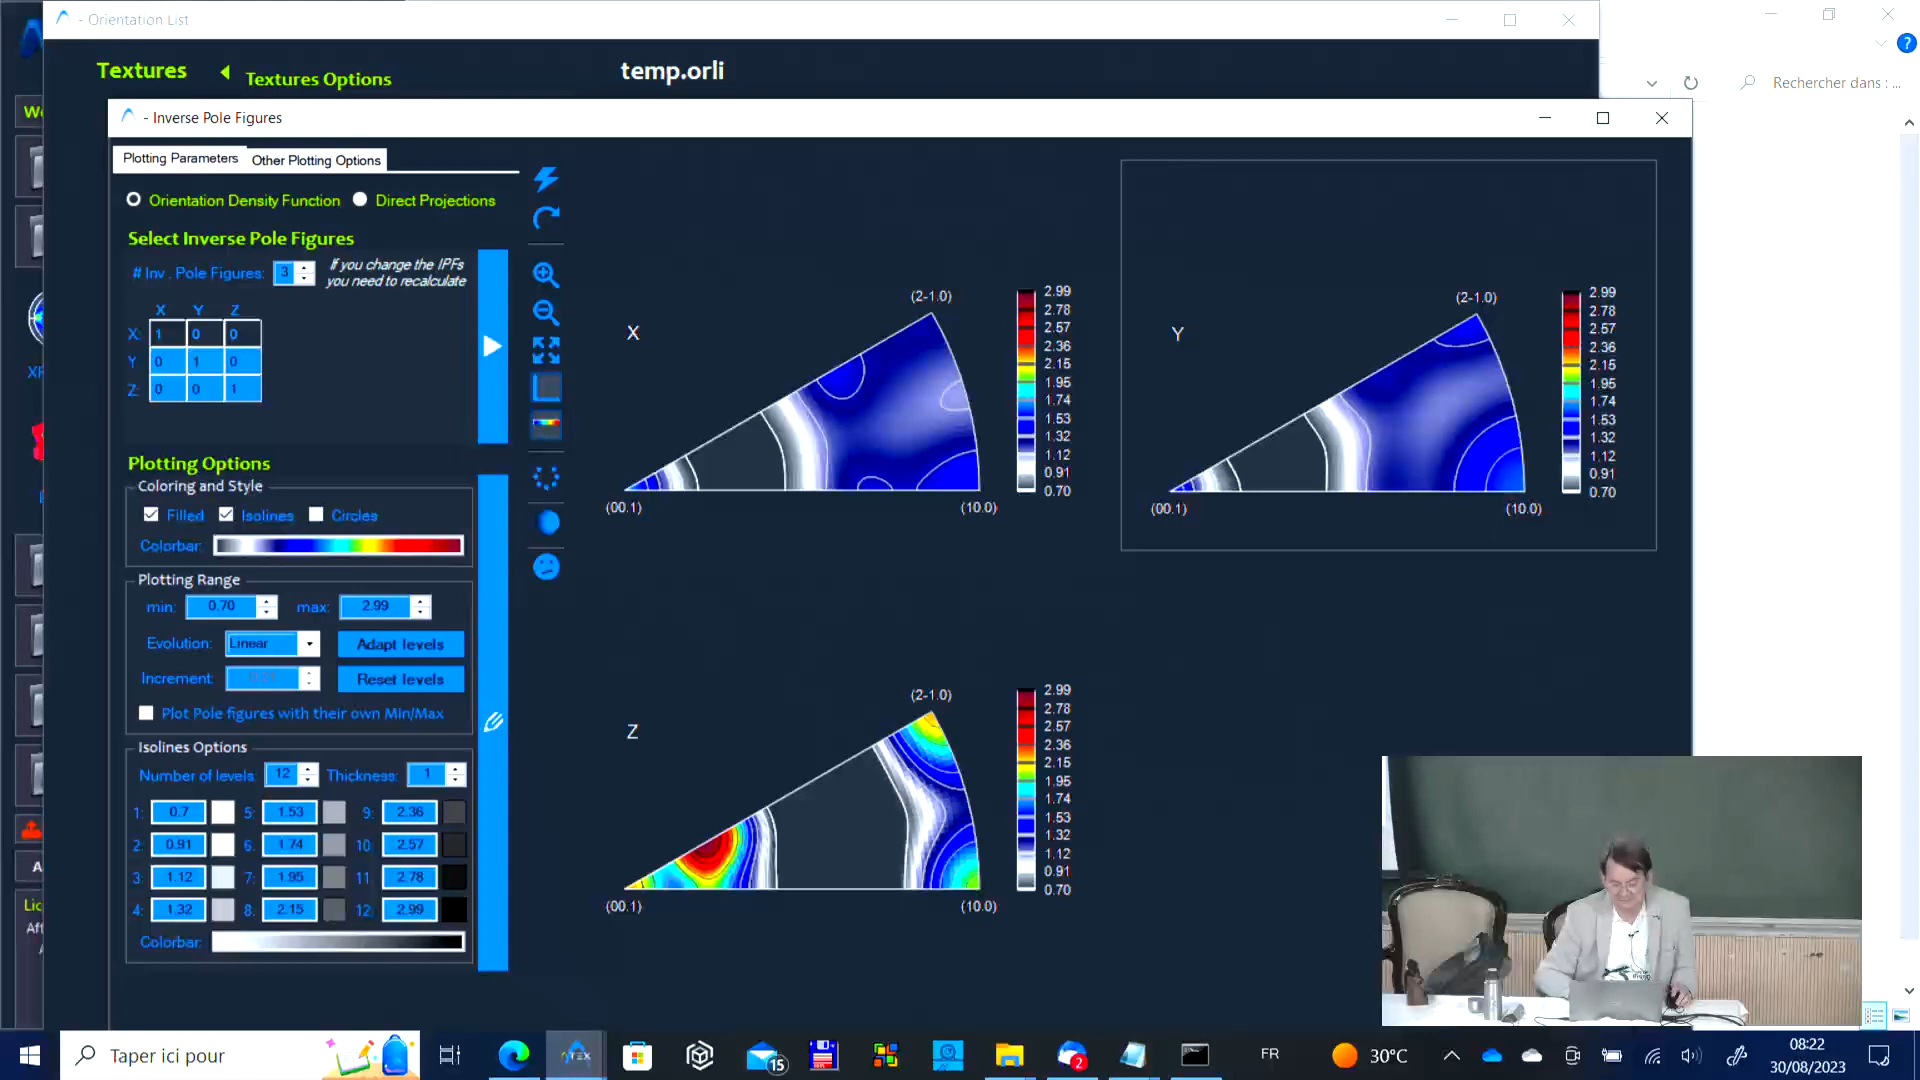 - Orientation List
Textures
Textures Options
temp.orli
Rechercher dans : ...
- Inverse Pole Figures
Plotting Parameters
Other Plotting Options
Orientation Density Function
Direct Projections
Select Inverse Pole Figures
# Inv . Pole Figures: 3
If you change the IPFs
you need to recalculate
X Y Z
X: 1 0 0
Y 0 1 0
Z: 0 0 1
Plotting Options
Coloring and Style
Filled Isolines Circles
Colorbar:
Plotting Range
min: 0.70 max: 2.99
Evolution: Linear Adapt levels
Increment: Reset levels
Plot Pole figures with their own Min/Max
Isolines Options
Number of levels: 12 Thickness: 1
1: 0.7 5: 1.53 9: 2.36
2: 0.91 6: 1.74 10: 2.57
3: 1.12 7: 1.95 11: 2.78
4: 1.32 8: 2.15 12: 2.99
Colorbar:
X
(2-1.0)
(00.1)
(10.0)
2.99
2.78
2.57
2.36
2.15
1.95
1.74
1.53
1.32
1.12
0.91
0.70
Y
(2-1.0)
(00.1)
(10.0)
2.99
2.78
2.57
2.36
2.15
1.95
1.74
1.53
1.32
1.12
0.91
0.70
Z
(2-1.0)
(00.1)
(10.0)
2.99
2.78
2.57
2.36
2.15
1.95
1.74
1.53
1.32
1.12
0.91
0.70
Taper ici pour
15
2
FR
30°C
08:22
30/08/2023